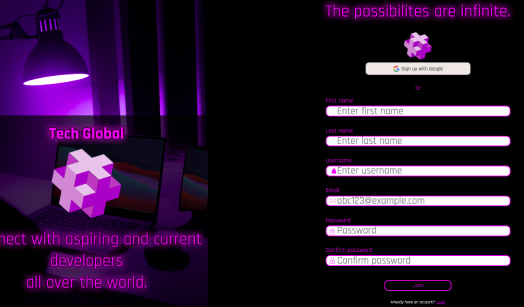 Tech Global
nect with aspiring and current
developers
all over the world.
The possibilites are infinite.
Sign up with Google
Or
First name
Enter first name
Last name
Enter last name
Username
Enter username
Email
abc123@example.com
Password
Password
Confirm password
Confirm password
Join
Already have an account? Login